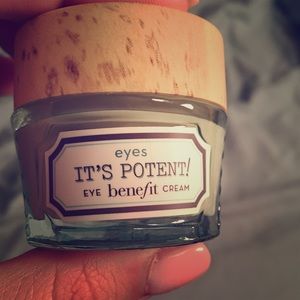 eyes
IT'S POTENT!
EYE benefit CREAM